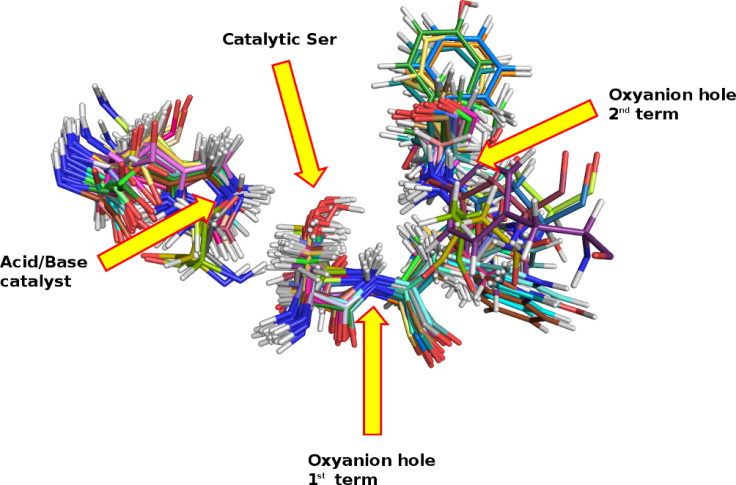 Catalytic Ser
Oxyanion hole
2nd term
Acid/Base
catalyst
Oxyanion hole
1st term